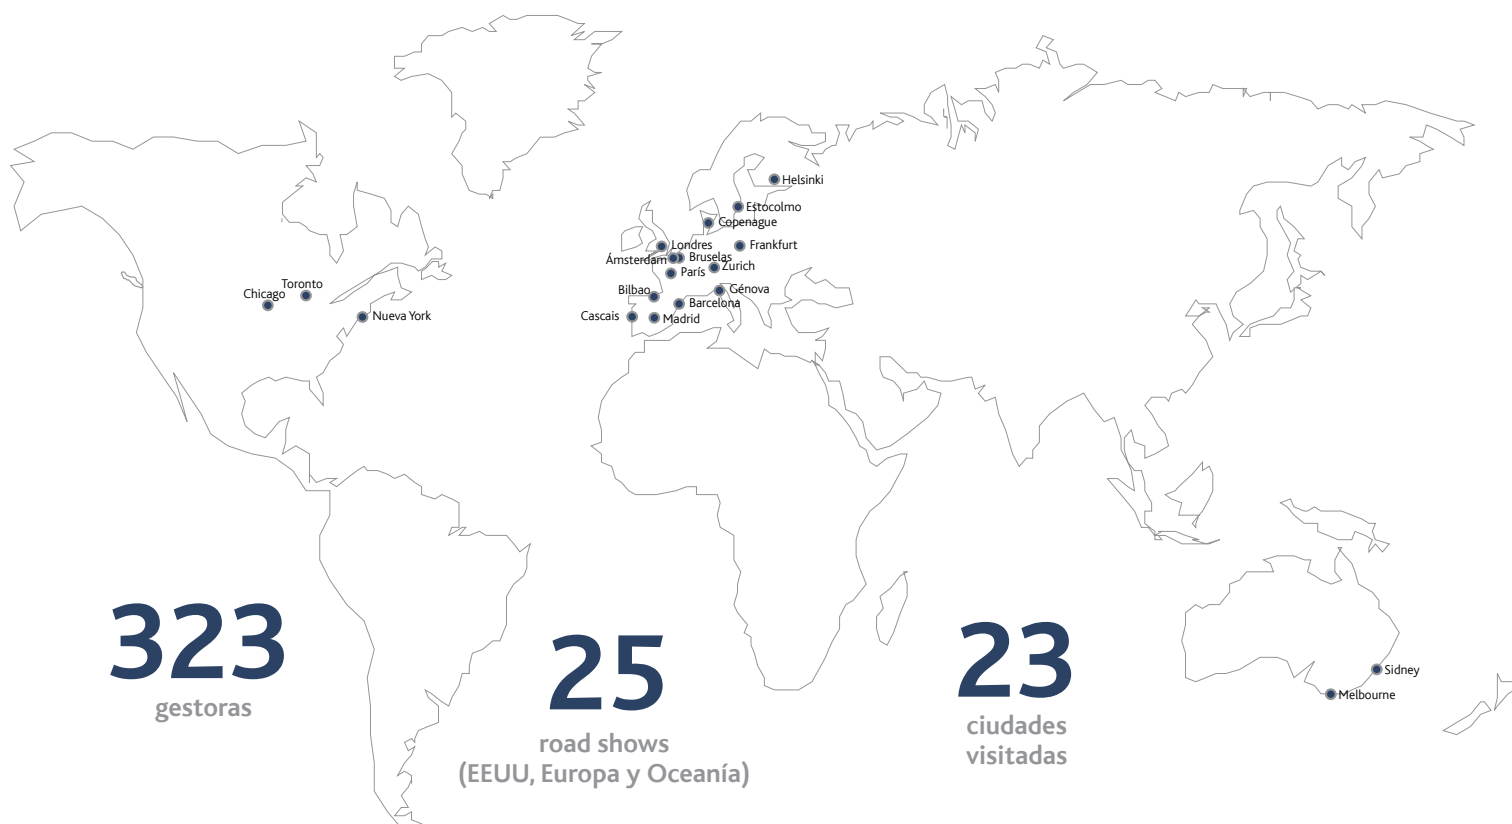 Helsinki
Estocolmo
Copenague
Londres
Frankfurt
Ámsterdam
Bruselas
Zurich
París
Toronto
Chicago
Bilbao
Génova
Barcelona
Nueva York
Cascais
Madrid
323
gestoras
25
road shows
(EEUU, Europa y Oceanía)
23
ciudades
visitadas
Sidney
Melbourne